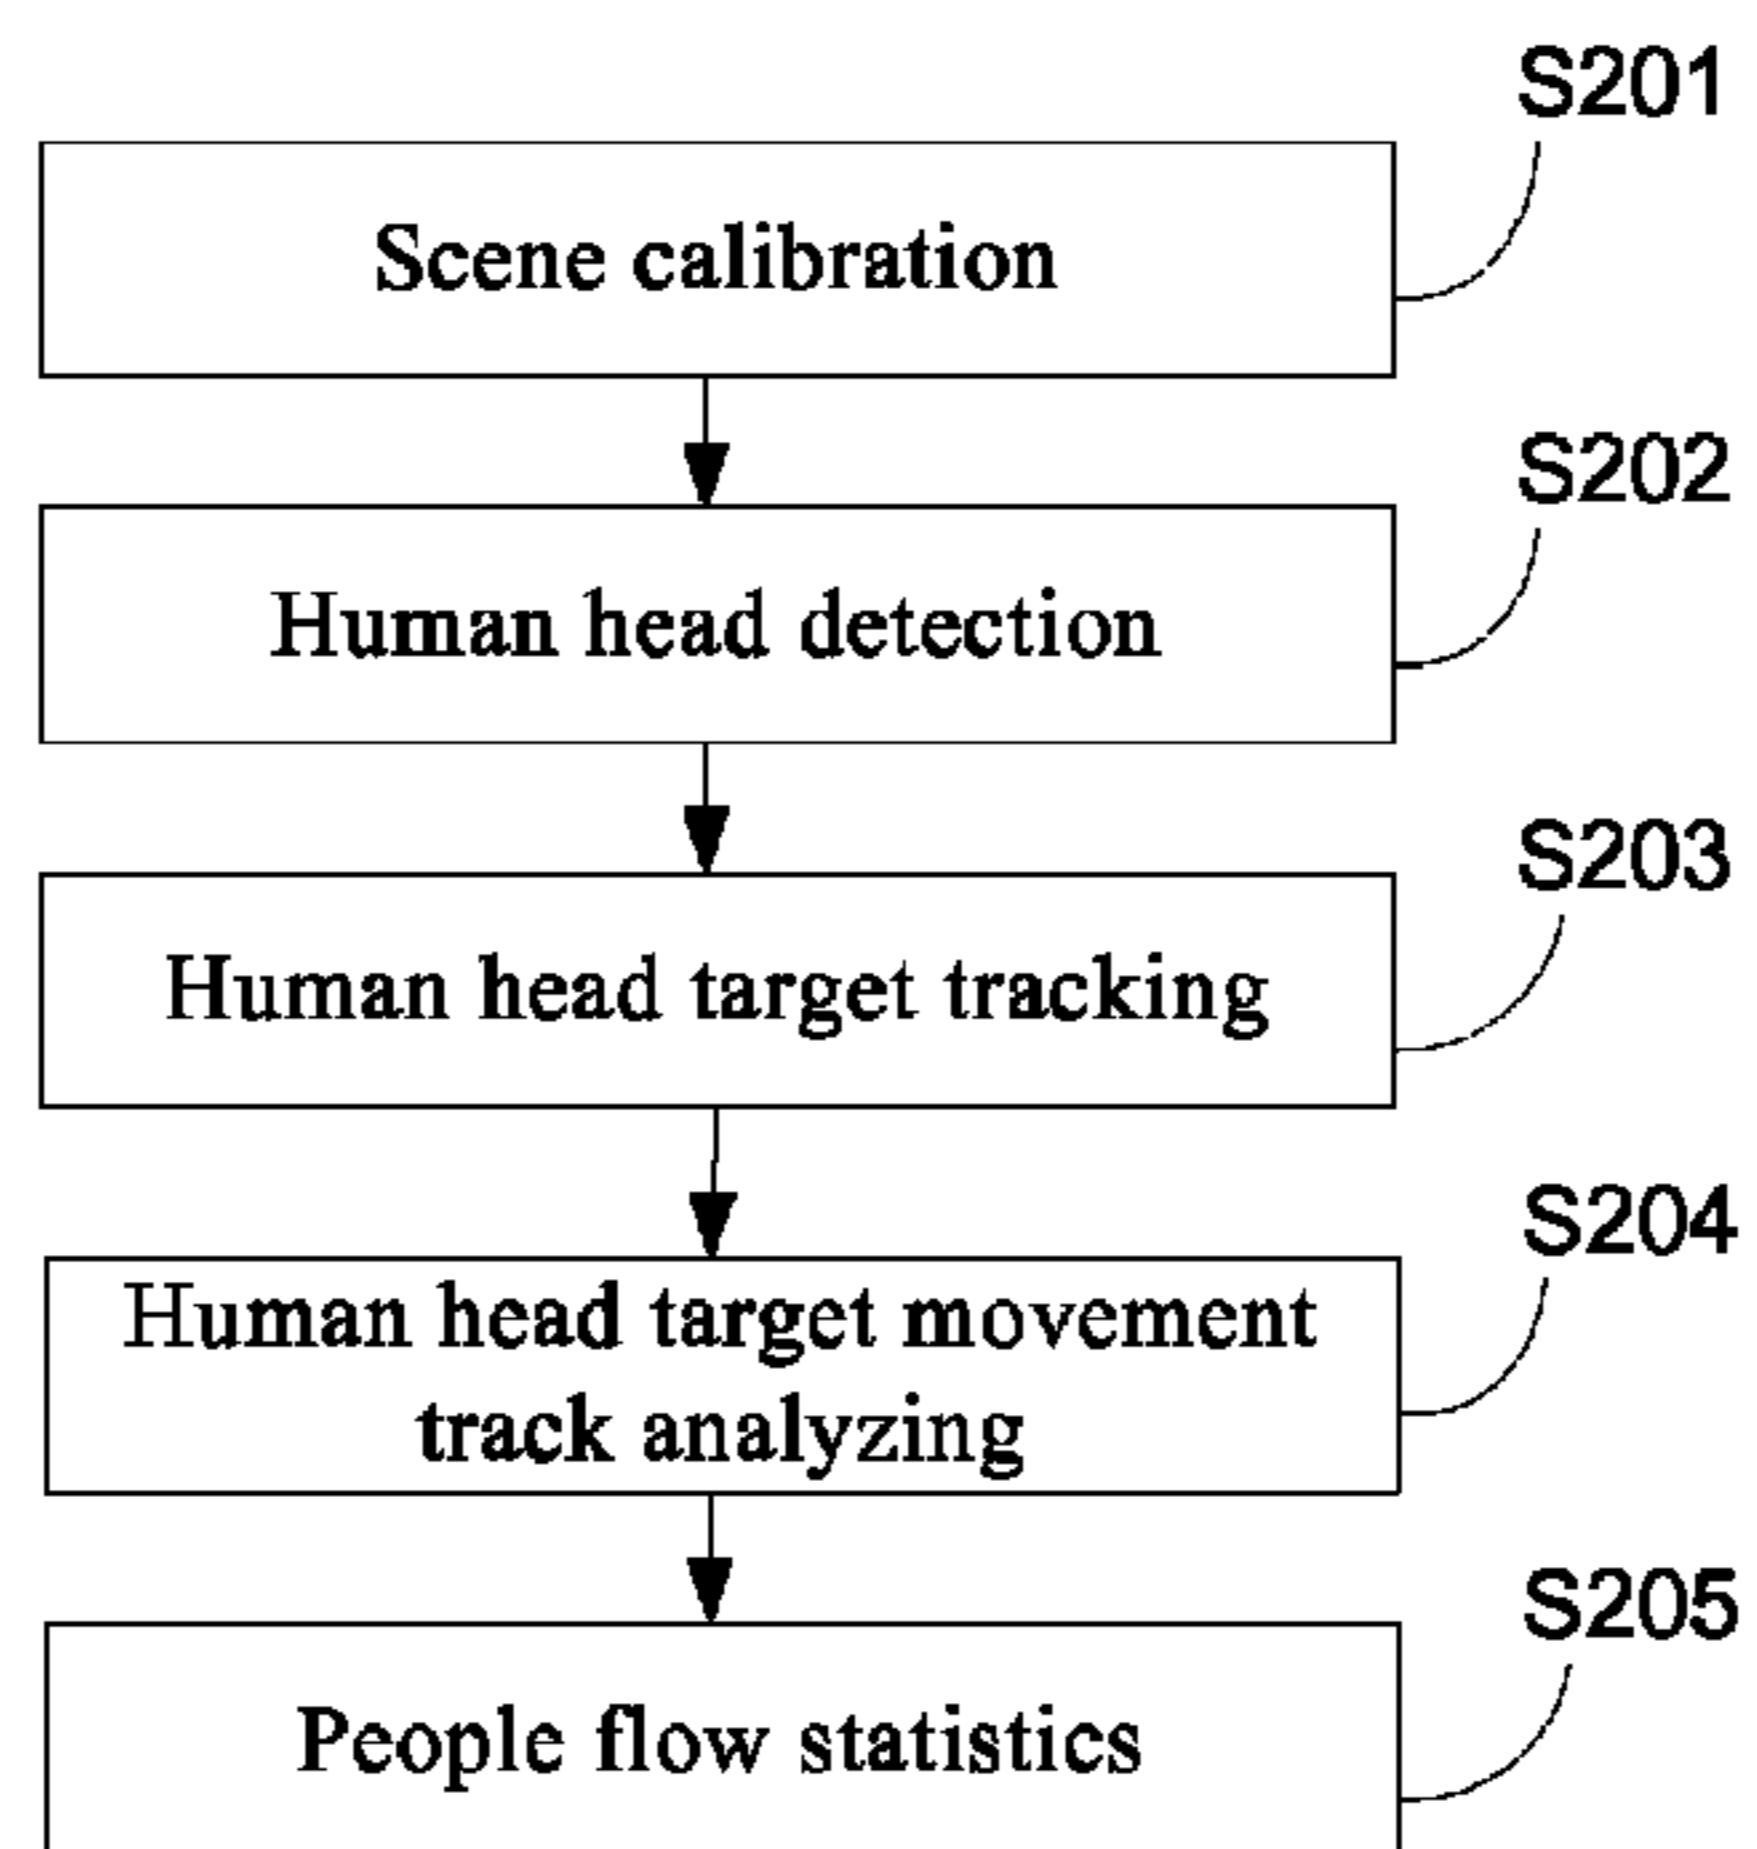 S201
Scene calibration
S202
Human head detection
S203
Human head target tracking
S204
Human head target movement
track analyzing
S205
People flow statistics